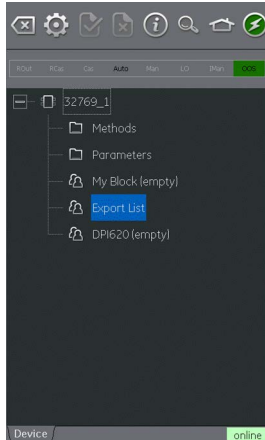 ROut RCas Cas Auto Man LO IMan OOS
32769_1
Methods
Parameters
My Block (empty)
Export List
DPI620 (empty)
Device online